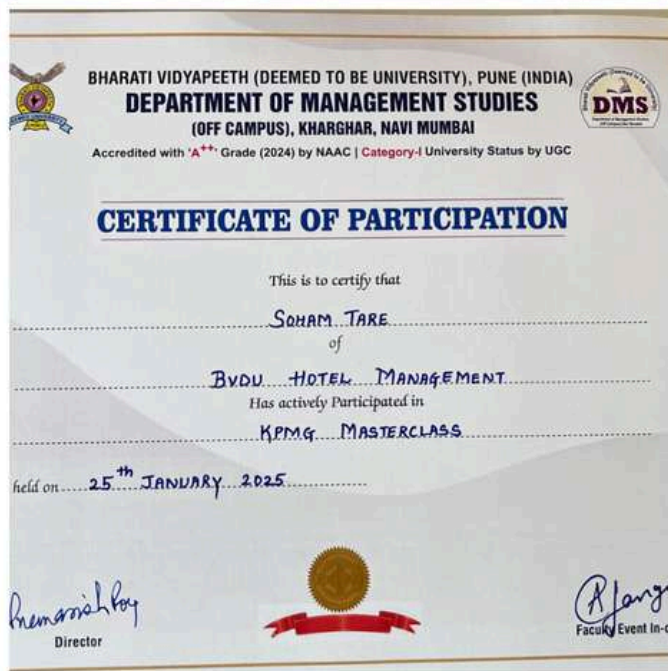 BHARATI VIDYAPEETH (DEEMED TO BE UNIVERSITY), PUNE (INDIA)
DEPARTMENT OF MANAGEMENT STUDIES
(OFF CAMPUS), KHARGHAR, NAVI MUMBAI
Accredited with 'A++' Grade (2024) by NAAC | Category-I University Status by UGC
DMS
CERTIFICATE OF PARTICIPATION
This is to certify that
SOHAM TARE
of
BVDU HOTEL MANAGEMENT
Has actively Participated in
KPMG MASTERCLASS
held on 25th JANUARY 2025
Director
Faculty Event In-c